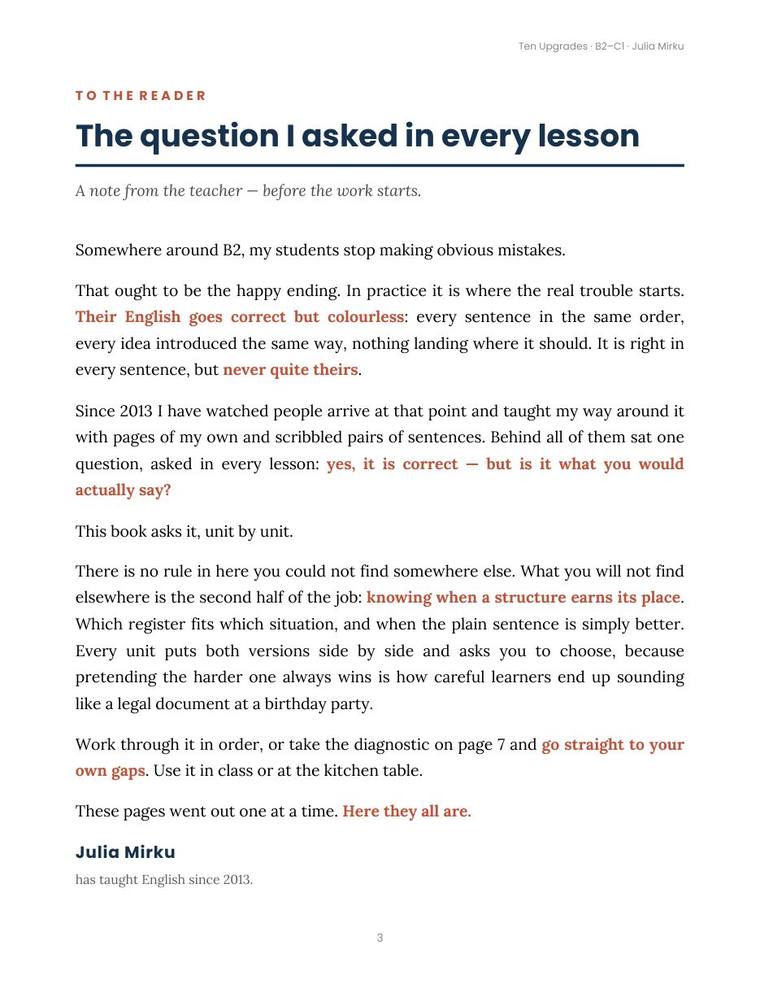 Ten Upgrades · B2–C1 · Julia Mirku
TO THE READER
The question I asked in every lesson
A note from the teacher — before the work starts.
Somewhere around B2, my students stop making obvious mistakes.
That ought to be the happy ending. In practice it is where the real trouble starts.
Their English goes correct but colourless: every sentence in the same order,
every idea introduced the same way, nothing landing where it should. It is right in
every sentence, but never quite theirs.
Since 2013 I have watched people arrive at that point and taught my way around it
with pages of my own and scribbled pairs of sentences. Behind all of them sat one
question, asked in every lesson: yes, it is correct — but is it what you would
actually say?
This book asks it, unit by unit.
There is no rule in here you could not find somewhere else. What you will not find
elsewhere is the second half of the job: knowing when a structure earns its place.
Which register fits which situation, and when the plain sentence is simply better.
Every unit puts both versions side by side and asks you to choose, because
pretending the harder one always wins is how careful learners end up sounding
like a legal document at a birthday party.
Work through it in order, or take the diagnostic on page 7 and go straight to your
own gaps. Use it in class or at the kitchen table.
These pages went out one at a time. Here they all are.
Julia Mirku
has taught English since 2013.
3